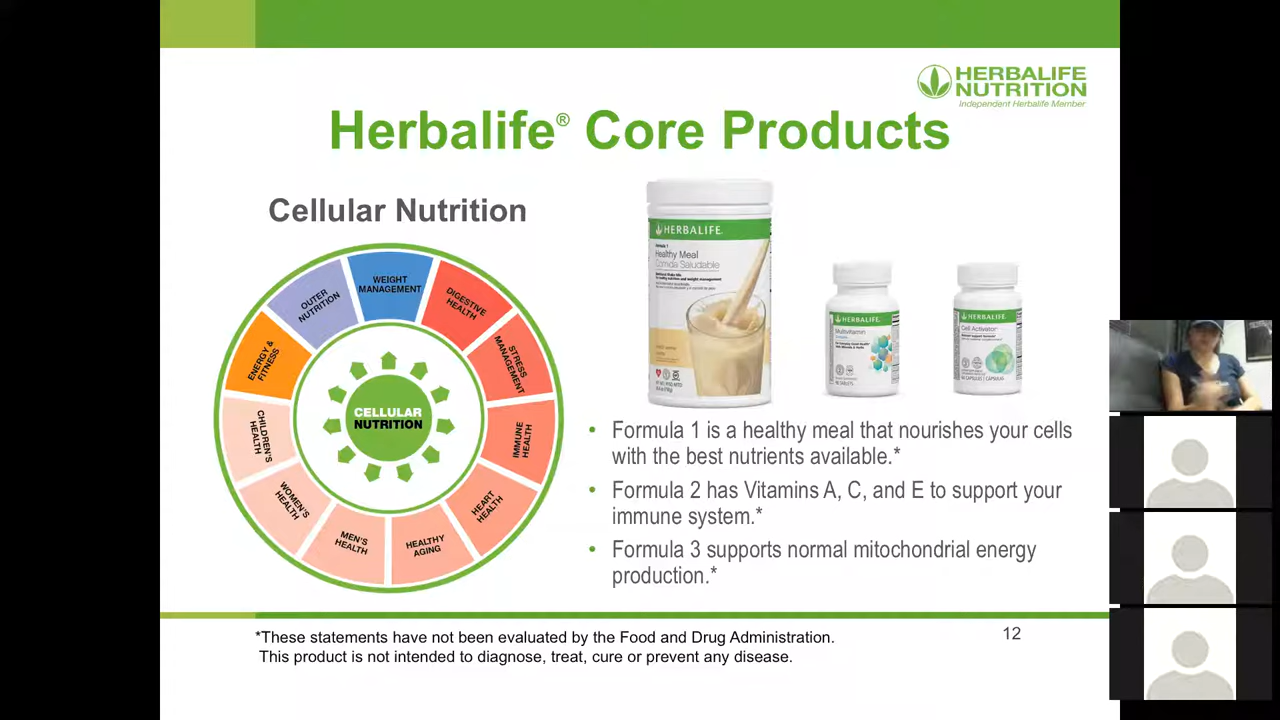 HERBALIFE
NUTRITION
Independent Herbalife Member
Herbalife® Core Products
Cellular Nutrition
WEIGHT
MANAGEMENT
DIGESTIVE
HEALTH
STRESS
MANAGEMENT
IMMUNE
HEALTH
HEART
HEALTH
HEALTHY
AGING
MEN'S
HEALTH
WOMEN'S
HEALTH
CHILDREN'S
HEALTH
ENERGY &
FITNESS
OUTER
NUTRITION
CELLULAR
NUTRITION
HERBALIFE
Formula 1
Healthy Meal
Comida Saludable
HERBALIFE
Multivitamin
HERBALIFE
Cell Activator
• Formula 1 is a healthy meal that nourishes your cells
with the best nutrients available.*
• Formula 2 has Vitamins A, C, and E to support your
immune system.*
• Formula 3 supports normal mitochondrial energy
production.*
*These statements have not been evaluated by the Food and Drug Administration.
This product is not intended to diagnose, treat, cure or prevent any disease.
12